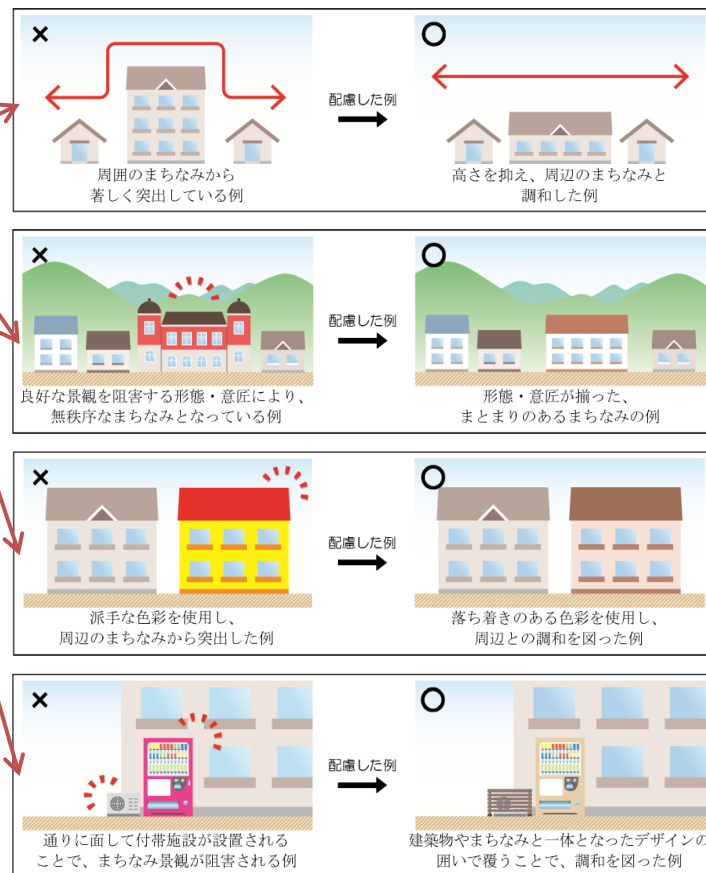 ×
○
配慮した例
周囲のまちなみから
著しく突出している例
高さを抑え、周辺のまちなみと
調和した例
×
○
配慮した例
良好な景観を阻害する形態・意匠により、
無秩序なまちなみとなっている例
形態・意匠が揃った、
まとまりのあるまちなみの例
×
○
配慮した例
派手な色彩を使用し、
周辺のまちなみから突出した例
落ち着きのある色彩を使用し、
周辺との調和を図った例
×
○
配慮した例
通りに面して付帯施設が設置される
ことで、まちなみ景観が阻害される例
建築物やまちなみと一体となったデザインの
囲いで覆うことで、調和を図った例